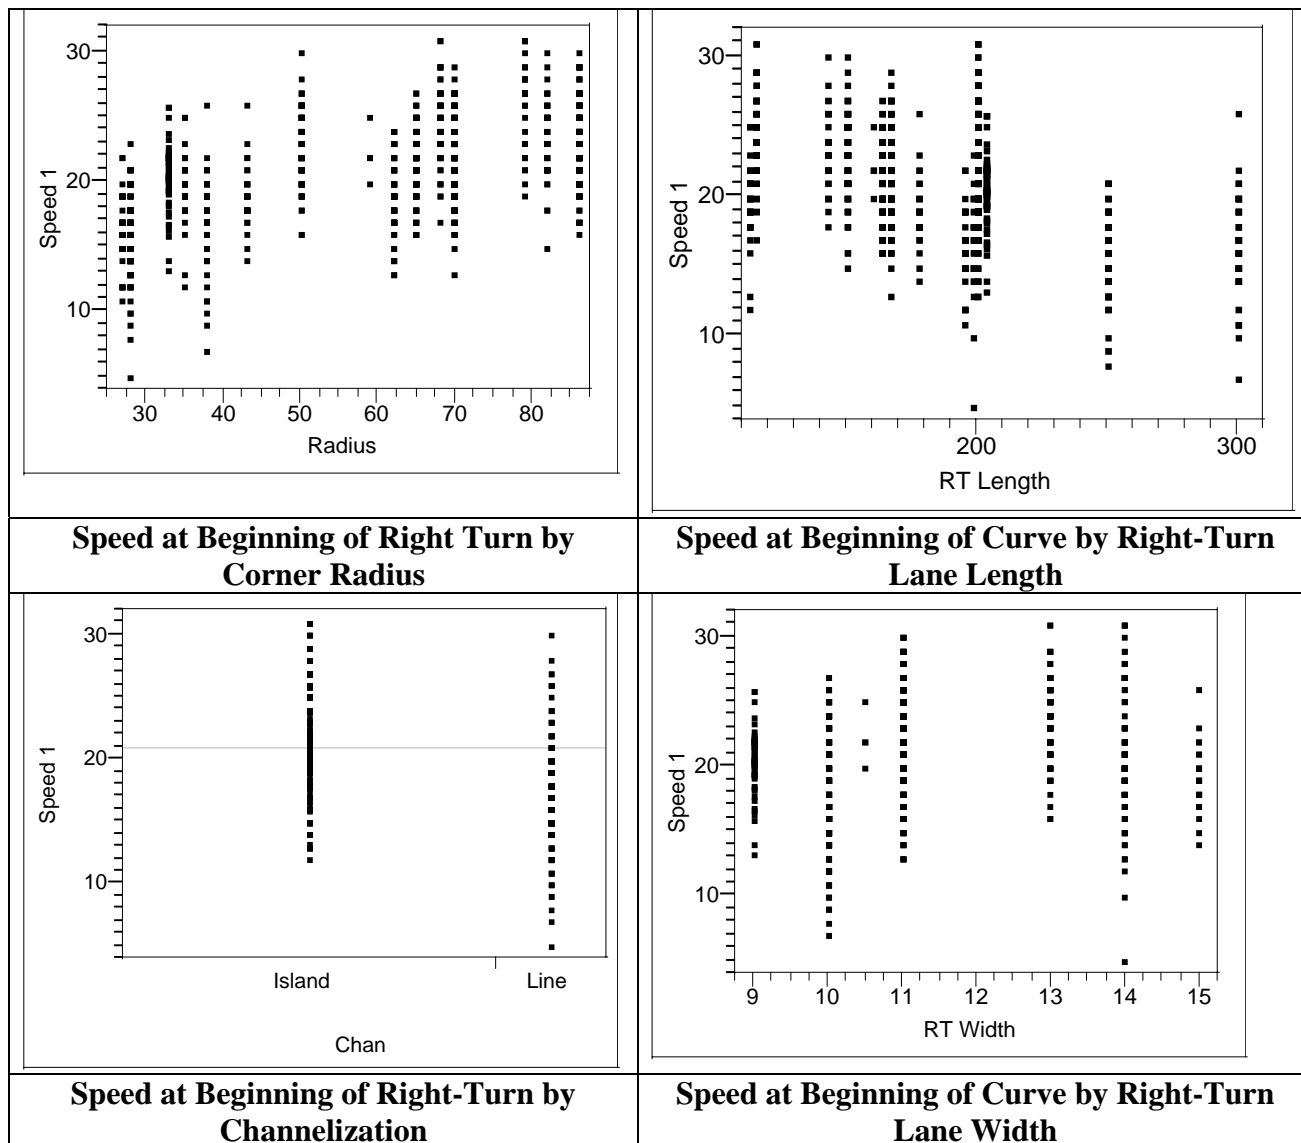 30
20
10
Speed 1
30 40 50 60 70 80
Radius
30
20
10
Speed 1
200 300
RT Length
Speed at Beginning of Right Turn by
Corner Radius
Speed at Beginning of Curve by Right-Turn
Lane Length
30
20
10
Speed 1
Island Line
Chan
30
20
10
Speed 1
9 10 11 12 13 14 15
RT Width
Speed at Beginning of Right-Turn by
Channelization
Speed at Beginning of Curve by Right-Turn
Lane Width